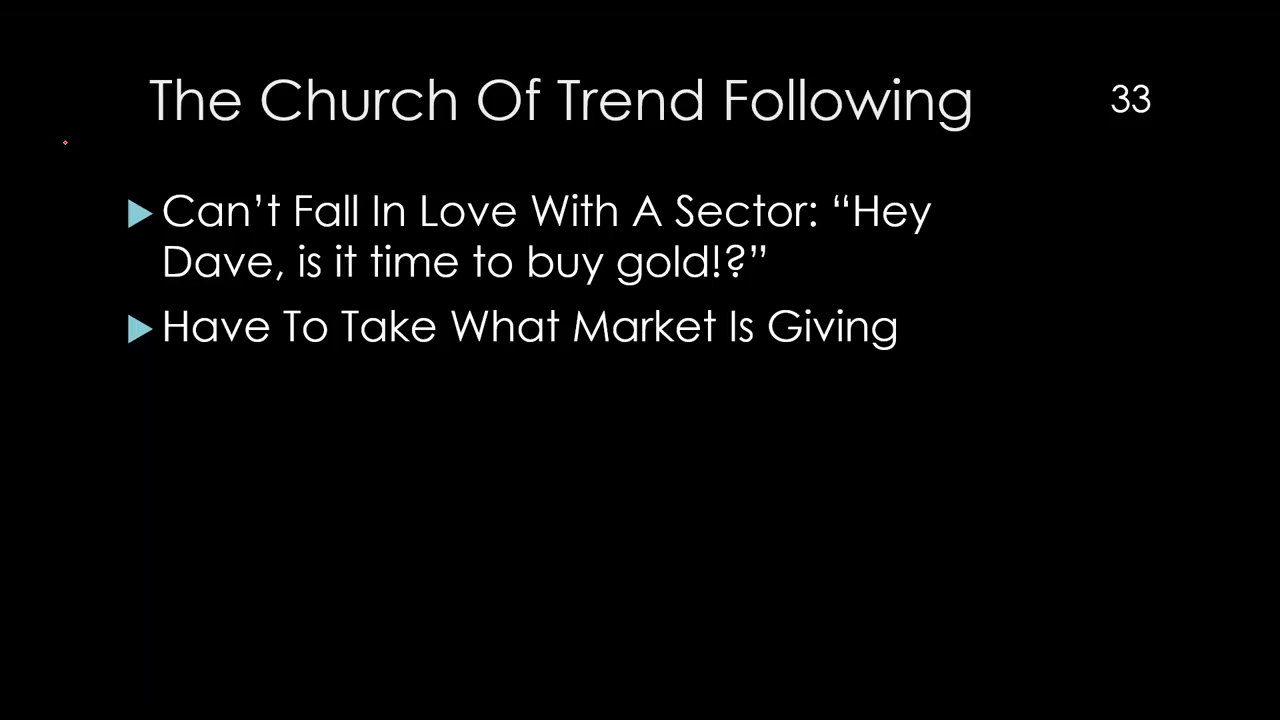 The Church Of Trend Following
33
Can’t Fall In Love With A Sector: “Hey
Dave, is it time to buy gold!?”
Have To Take What Market Is Giving